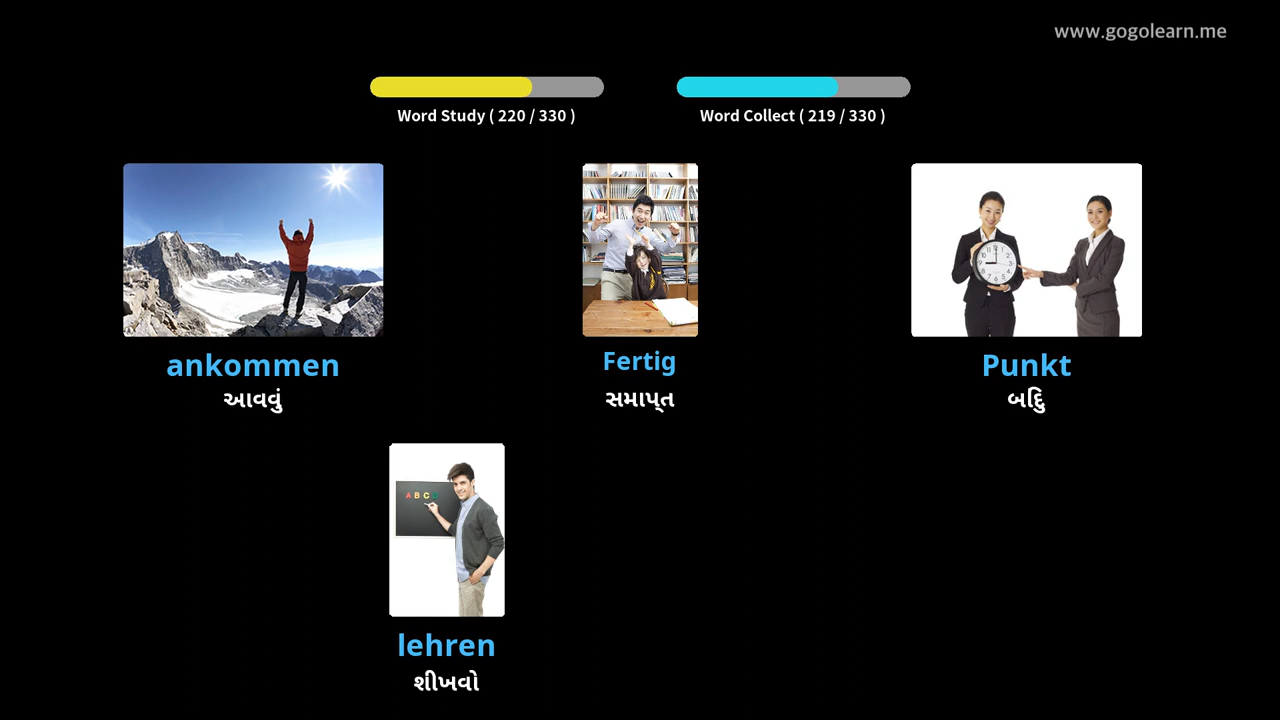 www.gogolearn.me
Word Study ( 220 / 330 )
Word Collect ( 219 / 330 )
ankommen
આવવું
Fertig
સમાપ્ત
Punkt
બિંદુ
A B C D
lehren
શીખવો